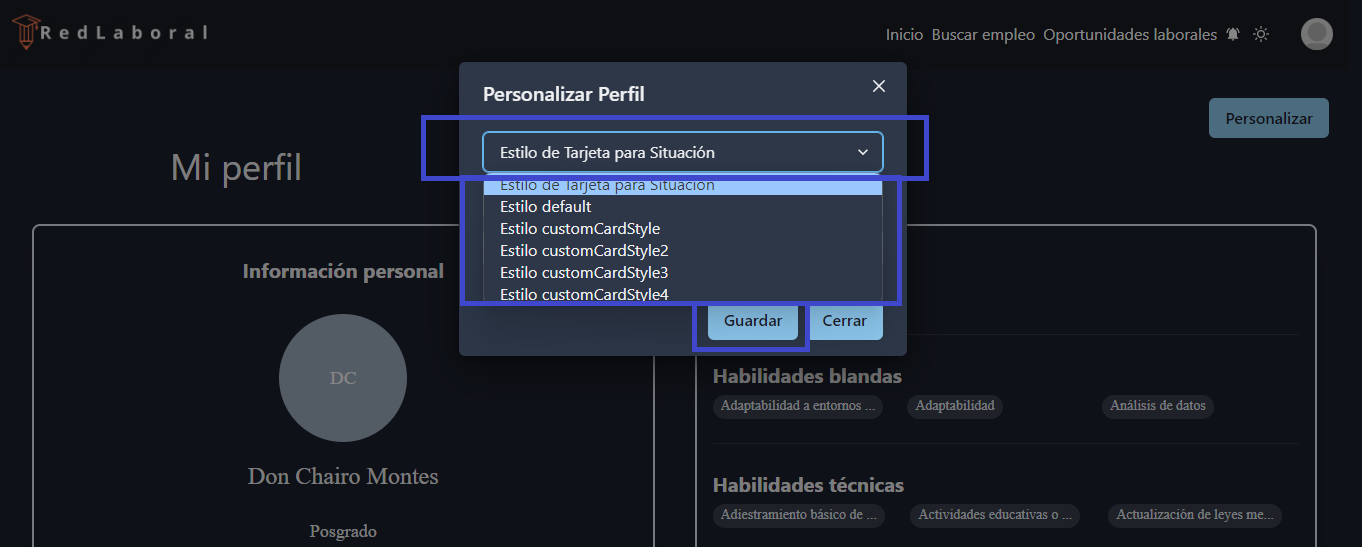 RedLaboral
Inicio Buscar empleo Oportunidades laborales
Personalizar Perfil
Personalizar
Estilo de Tarjeta para Situación
Mi perfil
Estilo de Tarjeta para Situación
Estilo default
Estilo customCardStyle
Estilo customCardStyle2
Estilo customCardStyle3
Estilo customCardStyle4
Guardar Cerrar
Información personal
DC
Don Chairo Montes
Posgrado
Habilidades blandas
Adaptabilidad a entornos ... Adaptabilidad Análisis de datos
Habilidades técnicas
Adiestramiento básico de ... Actividades educativas o ... Actualización de leyes me...